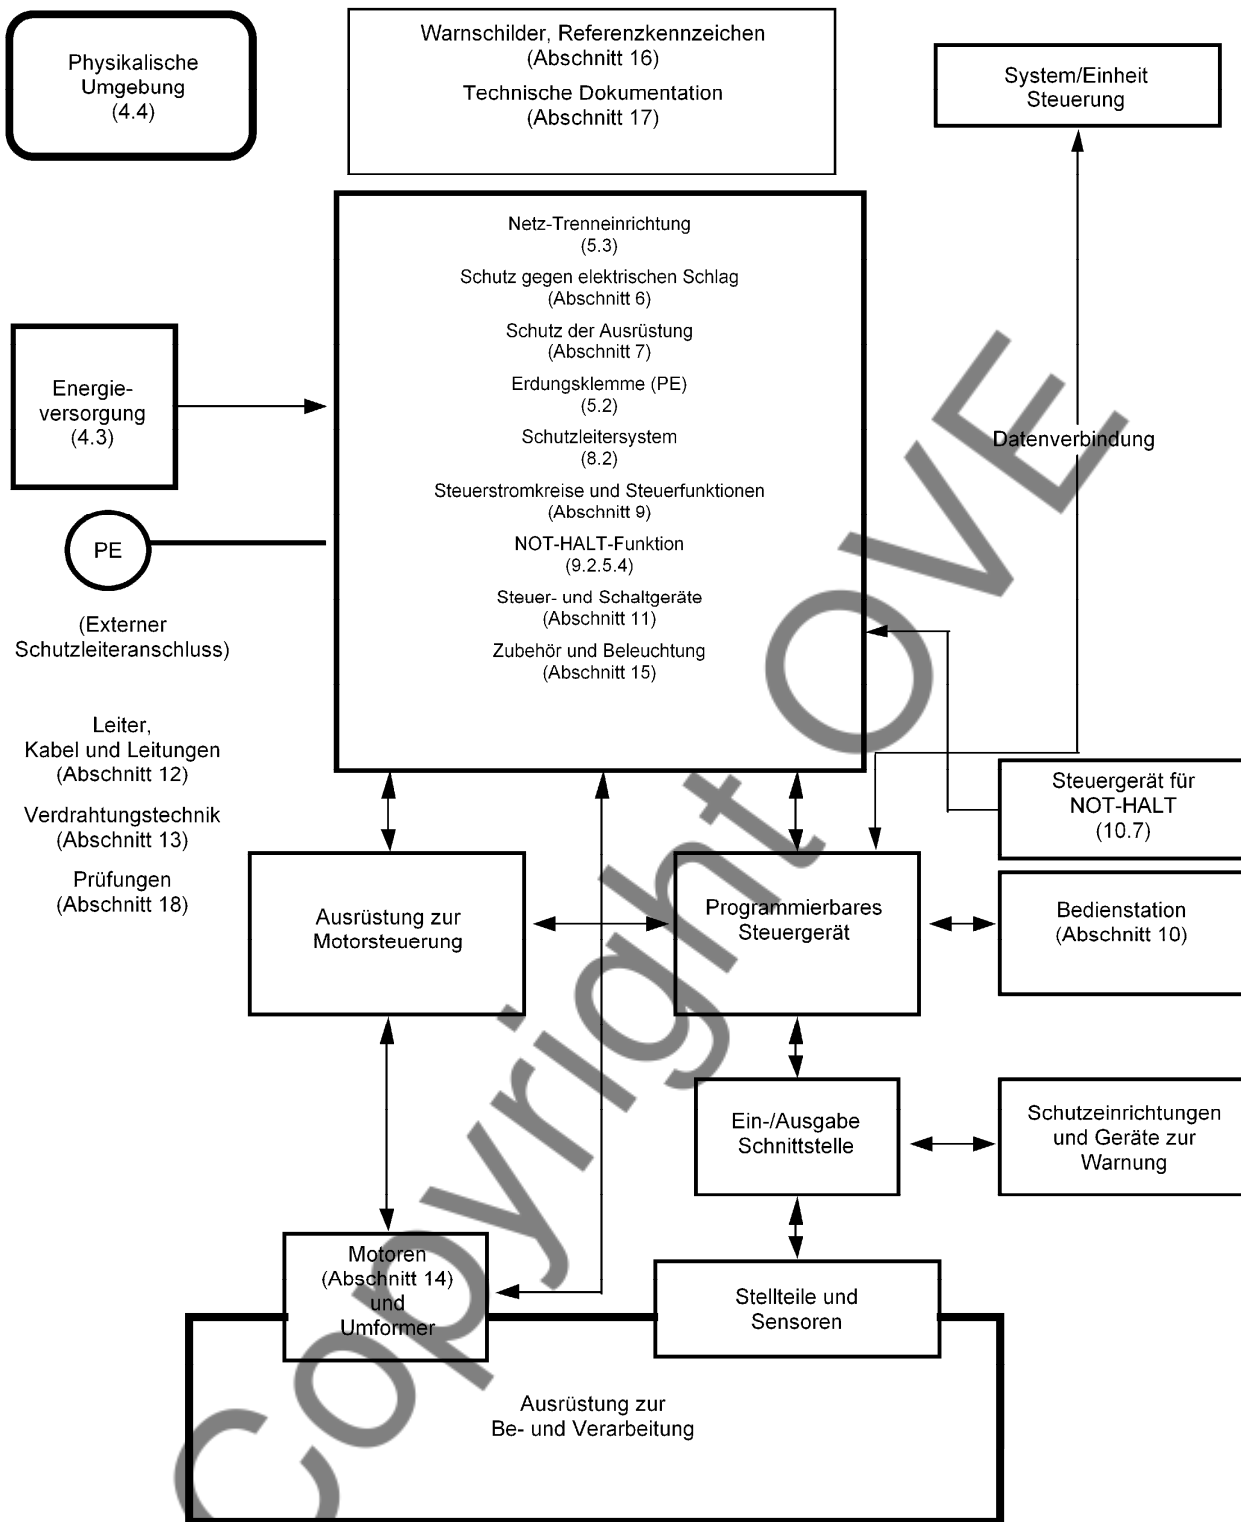 Physikalische
Umgebung
(4.4)
Warnschilder, Referenzkennzeichen
(Abschnitt 16)
Technische Dokumentation
(Abschnitt 17)
System/Einheit
Steuerung
Netz-Trenneinrichtung
(5.3)
Schutz gegen elektrischen Schlag
(Abschnitt 6)
Schutz der Ausrüstung
(Abschnitt 7)
Erdungsklemme (PE)
(5.2)
Schutzleitersystem
(8.2)
Steuerstromkreise und Steuerfunktionen
(Abschnitt 9)
NOT-HALT-Funktion
(9.2.5.4)
Steuer- und Schaltgeräte
(Abschnitt 11)
Zubehör und Beleuchtung
(Abschnitt 15)
Energie-
versorgung
(4.3)
Datenverbindung
PE
(Externer
Schutzleiteranschluss)
Leiter,
Kabel und Leitungen
(Abschnitt 12)
Verdrahtungstechnik
(Abschnitt 13)
Prüfungen
(Abschnitt 18)
Steuergerät für
NOT-HALT
(10.7)
Ausrüstung zur
Motorsteuerung
Programmierbares
Steuergerät
Bedienstation
(Abschnitt 10)
Ein-/Ausgabe
Schnittstelle
Schutzeinrichtungen
und Geräte zur
Warnung
Motoren
(Abschnitt 14)
und
Umformer
Stellteile und
Sensoren
Ausrüstung zur
Be- und Verarbeitung
Copyright OVE